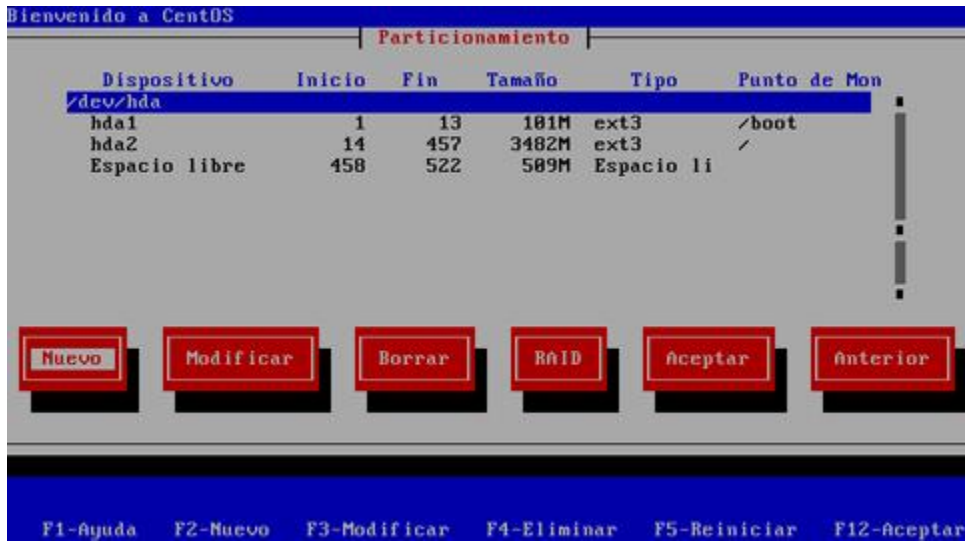 Bienvenido a CentOS
Particionamiento
Dispositivo Inicio Fin Tamaño Tipo Punto de Mon
/dev/hda
hda1 1 13 101M ext3 /boot
hda2 14 457 3482M ext3 /
Espacio libre 458 522 509M Espacio li
Nuevo Modificar Borrar RAID Aceptar Anterior
F1-Ayuda F2-Nuevo F3-Modificar F4-Eliminar F5-Reiniciar F12-Aceptar